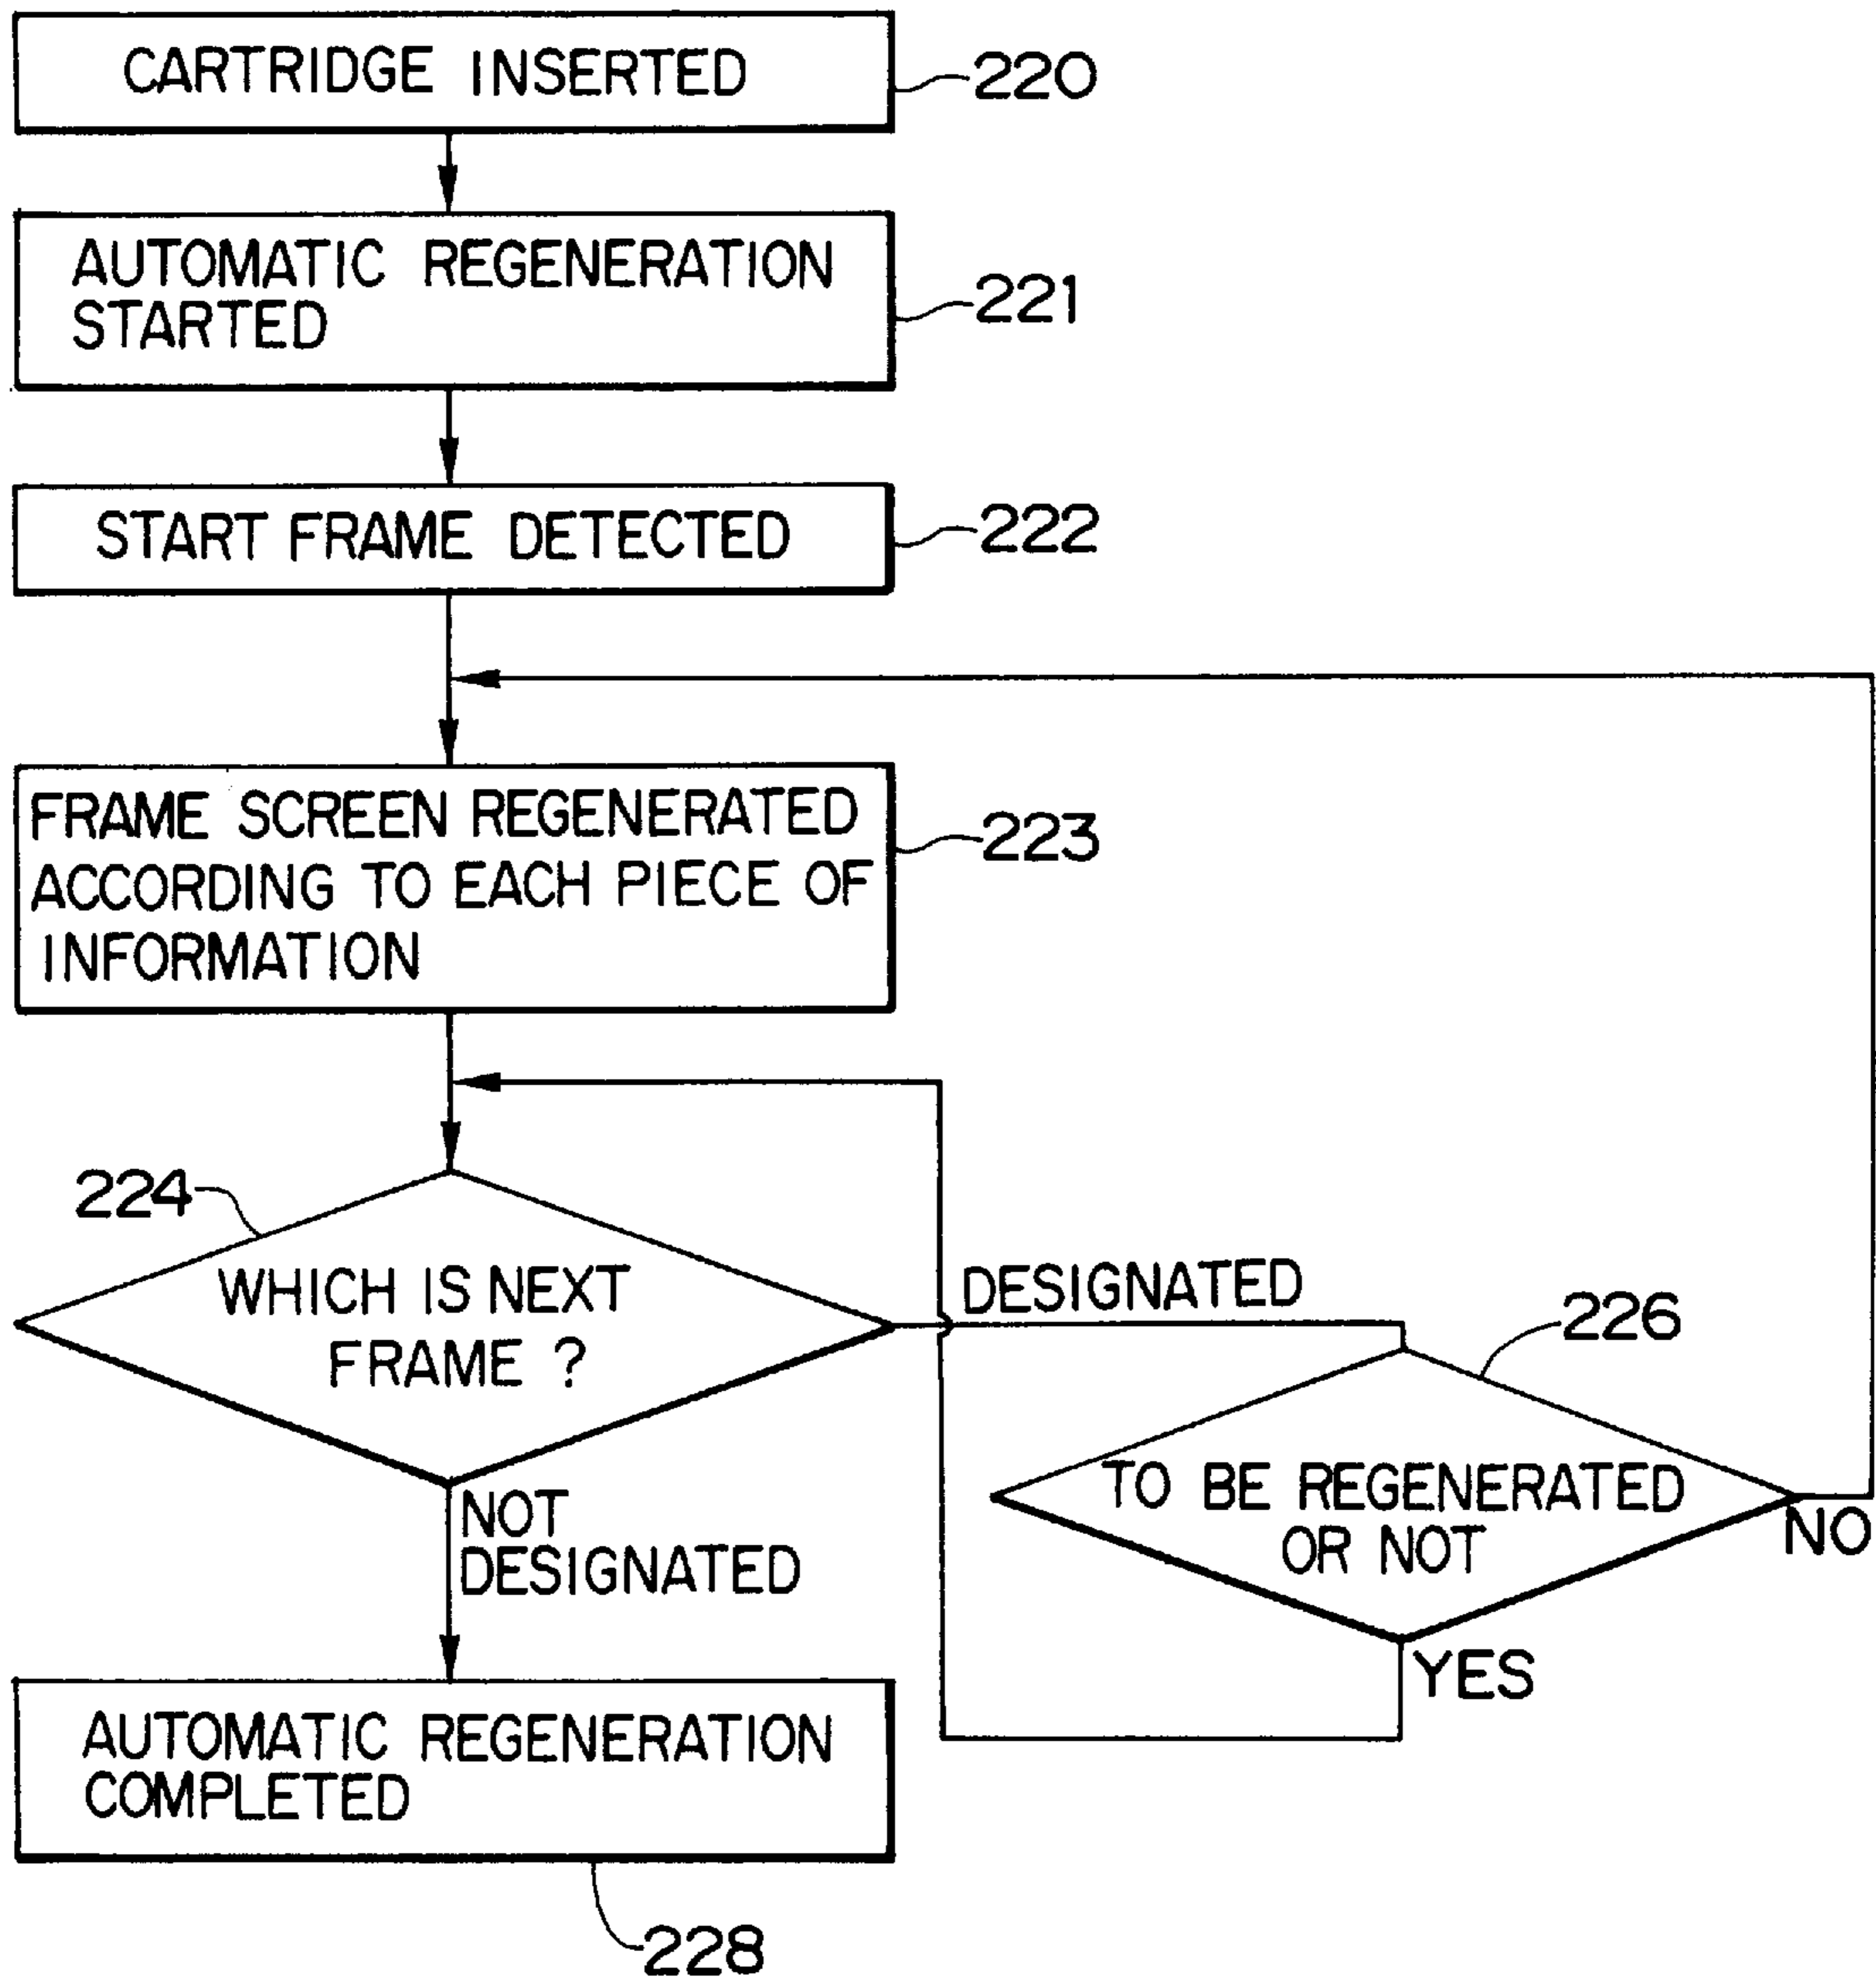 CARTRIDGE INSERTED
220
AUTOMATIC REGENERATION
STARTED
221
START FRAME DETECTED
222
FRAME SCREEN REGENERATED
ACCORDING TO EACH PIECE OF
INFORMATION
223
224
WHICH IS NEXT
FRAME ?
DESIGNATED
226
TO BE REGENERATED
OR NOT
NO
YES
NOT
DESIGNATED
AUTOMATIC REGENERATION
COMPLETED
228